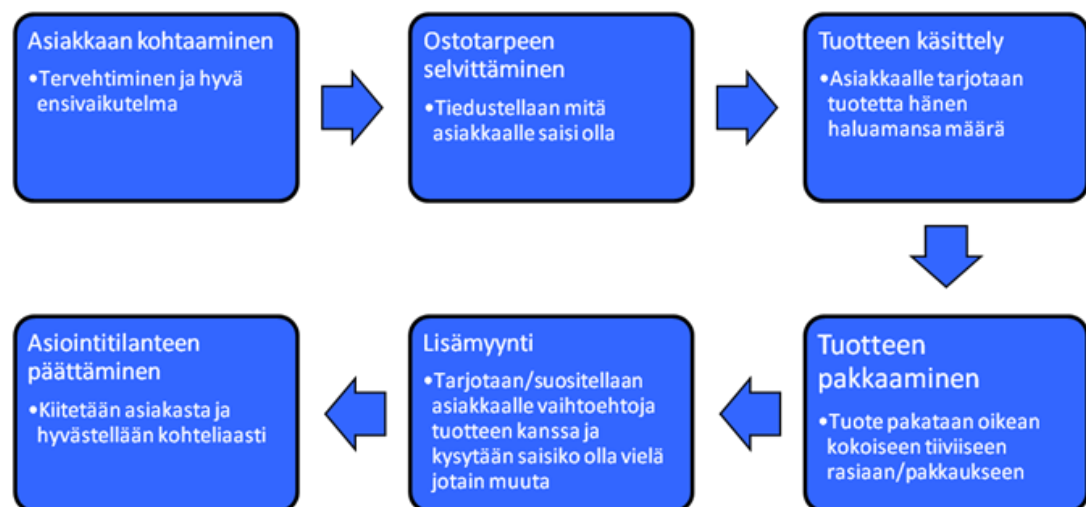 Asiakkaan kohtaaminen
•Tervehtiminen ja hyvä
ensivaikutelma
Ostotarpeen
selvittäminen
•Tiedustellaan mitä
asiakkaalle saisi olla
Tuotteen käsittely
•Asiakkaalle tarjotaan
tuotetta hänen
haluamansa määrä
Tuotteen
pakkaaminen
•Tuote pakataan oikean
kokoiseen tiiviiseen
rasiaan/pakkaukseen
Lisämyynti
•Tarjotaan/suositellaan
asiakkaalle vaihtoehtoja
tuotteen kanssa ja
kysytään saisiko olla vielä
jotain muuta
Asiointitilanteen
päättäminen
•Kiitetään asiakasta ja
hyvästellään kohteliaasti